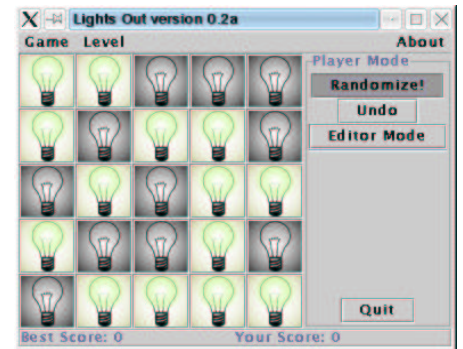 Lights Out version 0.2a
Game Level About
Player Mode
Randomize!
Undo
Editor Mode
Quit
Best Score: 0 Your Score: 0